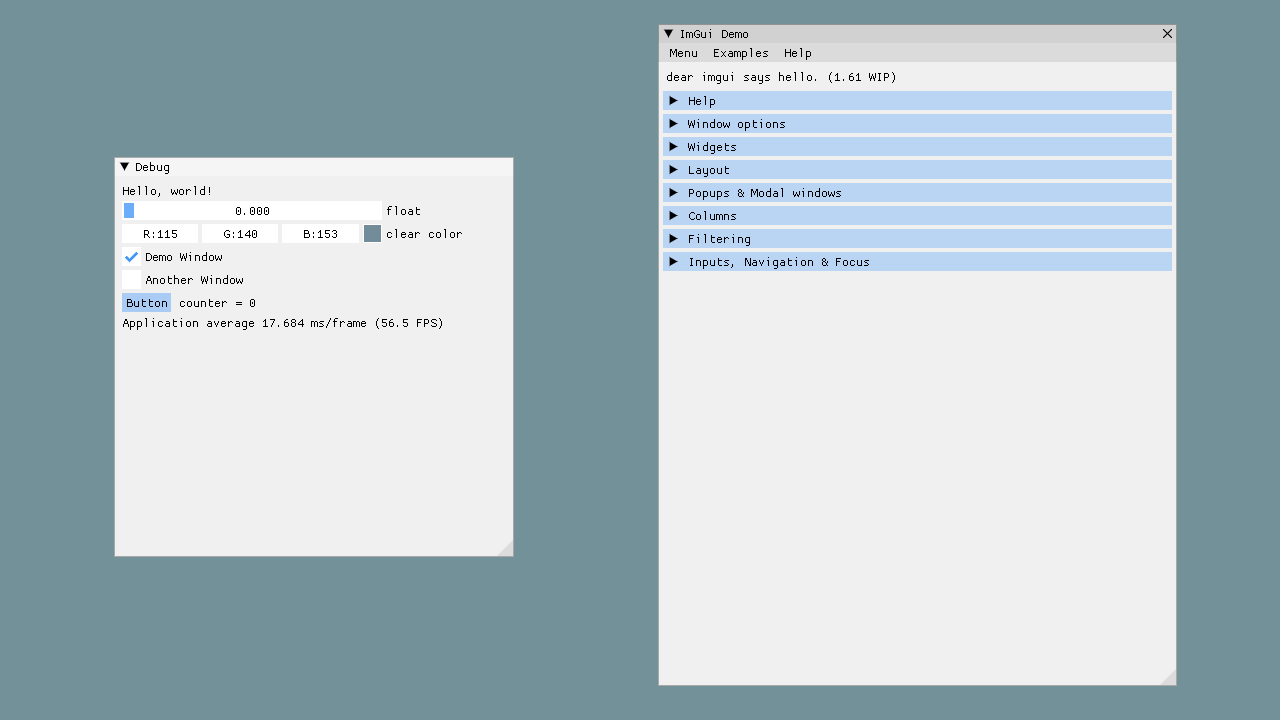 Debug
Hello, world!
0.000 float
R:115 G:140 B:153 clear color
Demo Window
Another Window
Button counter = 0
Application average 17.684 ms/frame (56.5 FPS)
ImGui Demo
Menu Examples Help
dear imgui says hello. (1.61 WIP)
Help
Window options
Widgets
Layout
Popups & Modal windows
Columns
Filtering
Inputs, Navigation & Focus